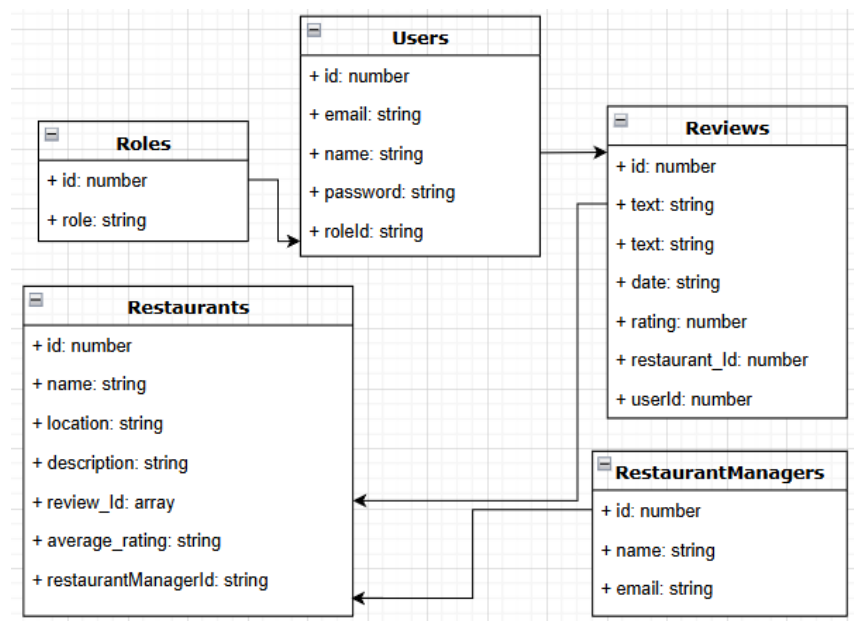 Users
+ id: number
+ email: string
+ name: string
+ password: string
+ roleId: string
Roles
+ id: number
+ role: string
Reviews
+ id: number
+ text: string
+ text: string
+ date: string
+ rating: number
+ restaurant_Id: number
+ userId: number
Restaurants
+ id: number
+ name: string
+ location: string
+ description: string
+ review_Id: array
+ average_rating: string
+ restaurantManagerId: string
RestaurantManagers
+ id: number
+ name: string
+ email: string